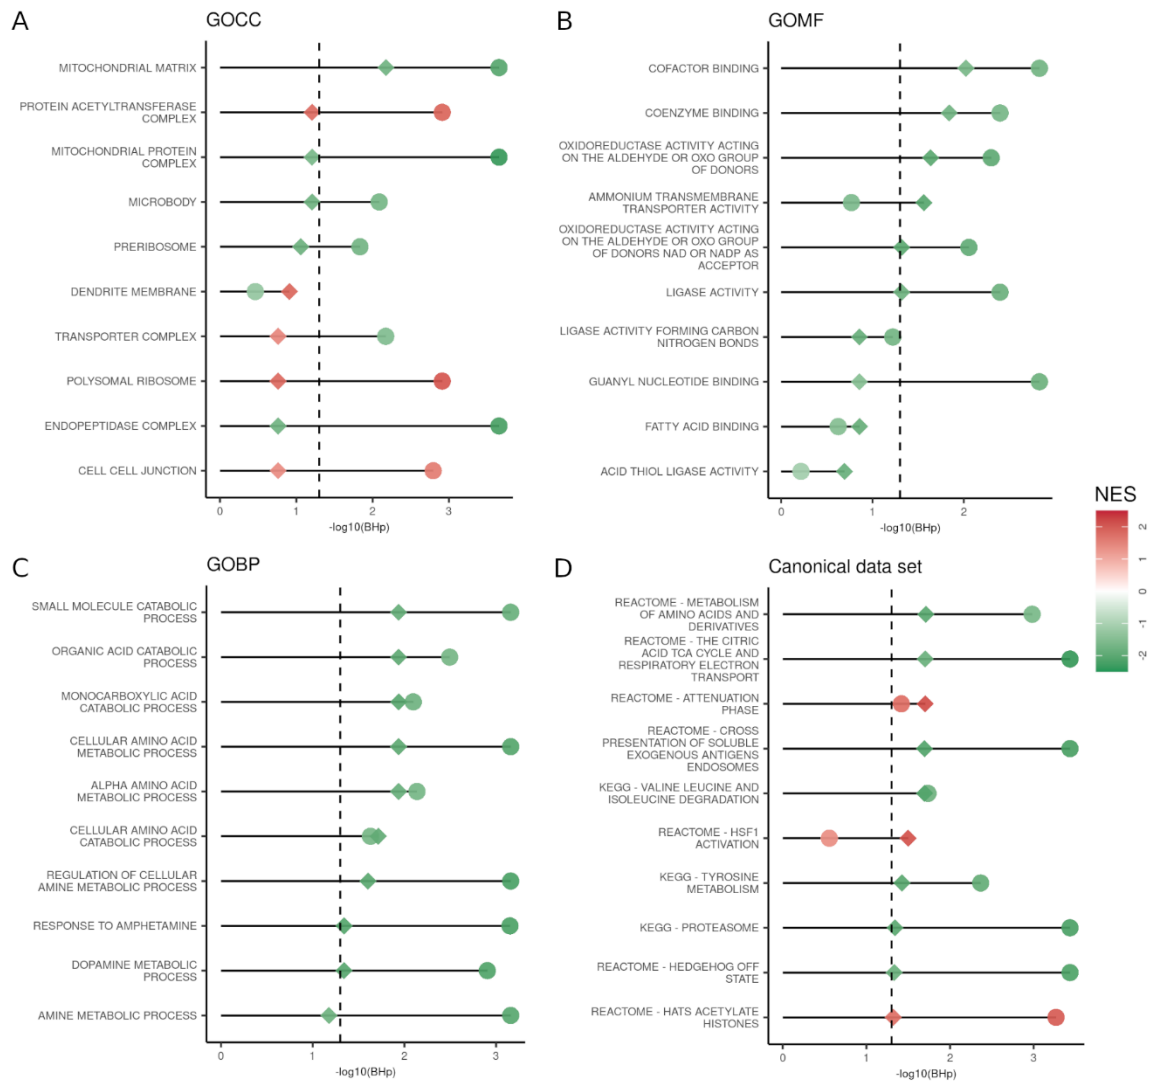 A
GOCC
MITOCHONDRIAL MATRIX
PROTEIN ACETYLTRANSFERASE
COMPLEX
MITOCHONDRIAL PROTEIN
COMPLEX
MICROBODY
PRERIBOSOME
DENDRITE MEMBRANE
TRANSPORTER COMPLEX
POLYSOMAL RIBOSOME
ENDOPEPTIDASE COMPLEX
CELL CELL JUNCTION
0 1 2 3
-log10(BHp)
B
GOMF
COFACTOR BINDING
COENZYME BINDING
OXIDOREDUCTASE ACTIVITY ACTING
ON THE ALDEHYDE OR OXO GROUP
OF DONORS
AMMONIUM TRANSMEMBRANE
TRANSPORTER ACTIVITY
OXIDOREDUCTASE ACTIVITY ACTING
ON THE ALDEHYDE OR OXO GROUP
OF DONORS NAD OR NADP AS
ACCEPTOR
LIGASE ACTIVITY
LIGASE ACTIVITY FORMING CARBON
NITROGEN BONDS
GUANYL NUCLEOTIDE BINDING
FATTY ACID BINDING
ACID THIOL LIGASE ACTIVITY
0 1 2
-log10(BHp)
NES
2
1
0
-1
-2
C
GOBP
SMALL MOLECULE CATABOLIC
PROCESS
ORGANIC ACID CATABOLIC
PROCESS
MONOCARBOXYLIC ACID
CATABOLIC PROCESS
CELLULAR AMINO ACID
METABOLIC PROCESS
ALPHA AMINO ACID
METABOLIC PROCESS
CELLULAR AMINO ACID
CATABOLIC PROCESS
REGULATION OF CELLULAR
AMINE METABOLIC PROCESS
RESPONSE TO AMPHETAMINE
DOPAMINE METABOLIC
PROCESS
AMINE METABOLIC PROCESS
0 1 2 3
-log10(BHp)
D
Canonical data set
REACTOME - METABOLISM
OF AMINO ACIDS AND
DERIVATIVES
REACTOME - THE CITRIC
ACID TCA CYCLE AND
RESPIRATORY ELECTRON
TRANSPORT
REACTOME - ATTENUATION
PHASE
REACTOME - CROSS
PRESENTATION OF SOLUBLE
EXOGENOUS ANTIGENS
ENDOSOMES
KEGG - VALINE LEUCINE AND
ISOLEUCINE DEGRADATION
REACTOME - HSF1
ACTIVATION
KEGG - TYROSINE
METABOLISM
KEGG - PROTEASOME
REACTOME - HEDGEHOG OFF
STATE
REACTOME - HATS ACETYLATE
HISTONES
0 1 2 3
-log10(BHp)